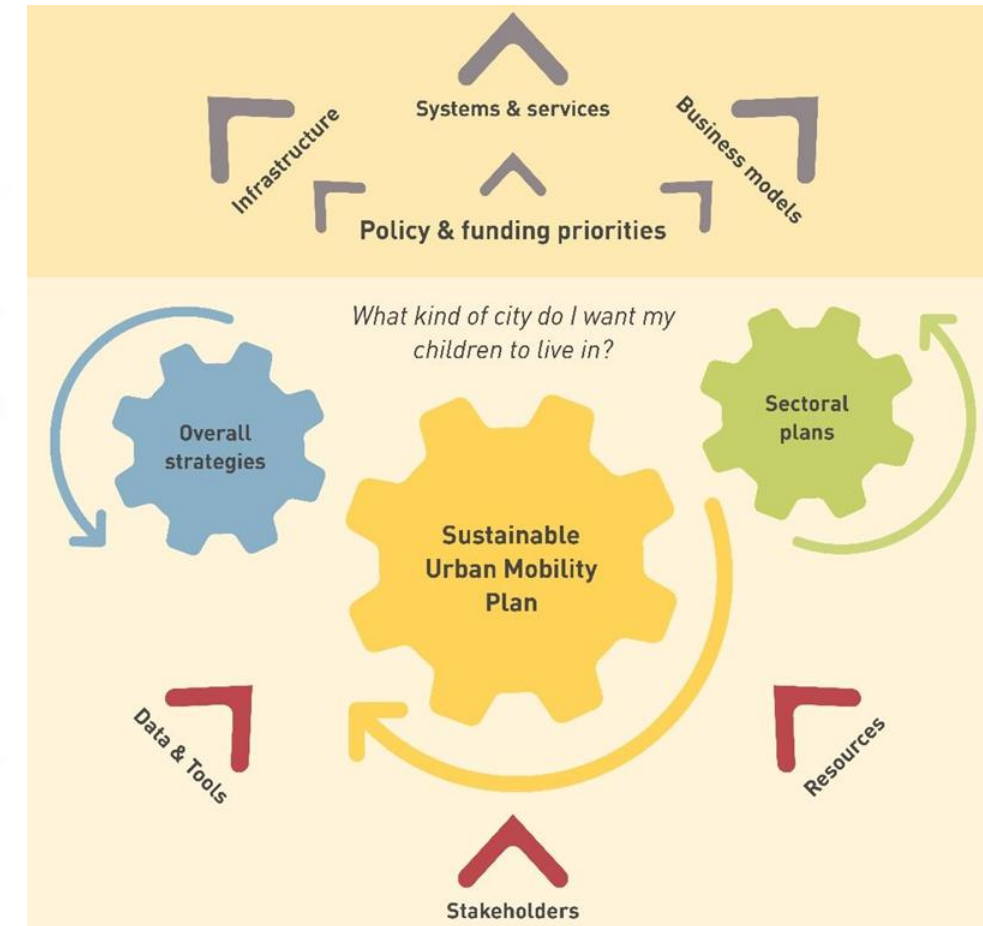 Systems & services
Infrastructure
Business models
Policy & funding priorities
What kind of city do I want my
children to live in?
Overall
strategies
Sectoral
plans
Sustainable
Urban Mobility
Plan
Data & Tools
Resources
Stakeholders